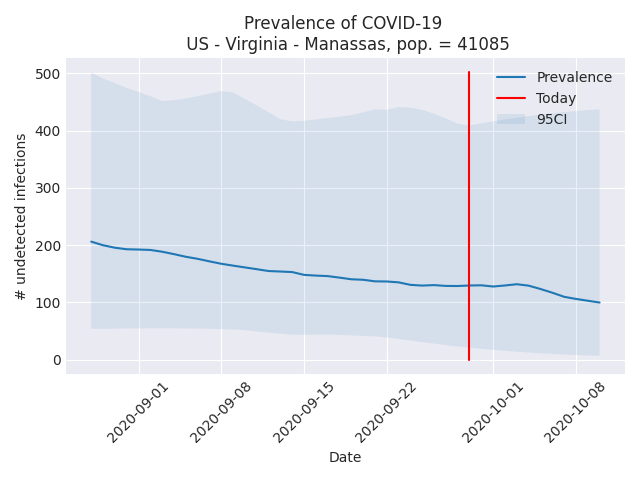 Prevalence of COVID-19
US - Virginia - Manassas, pop. = 41085
Prevalence
Today
95CI
# undetected infections
500
400
300
200
100
0
2020-09-01
2020-09-08
2020-09-15
2020-09-22
2020-10-01
2020-10-08
Date